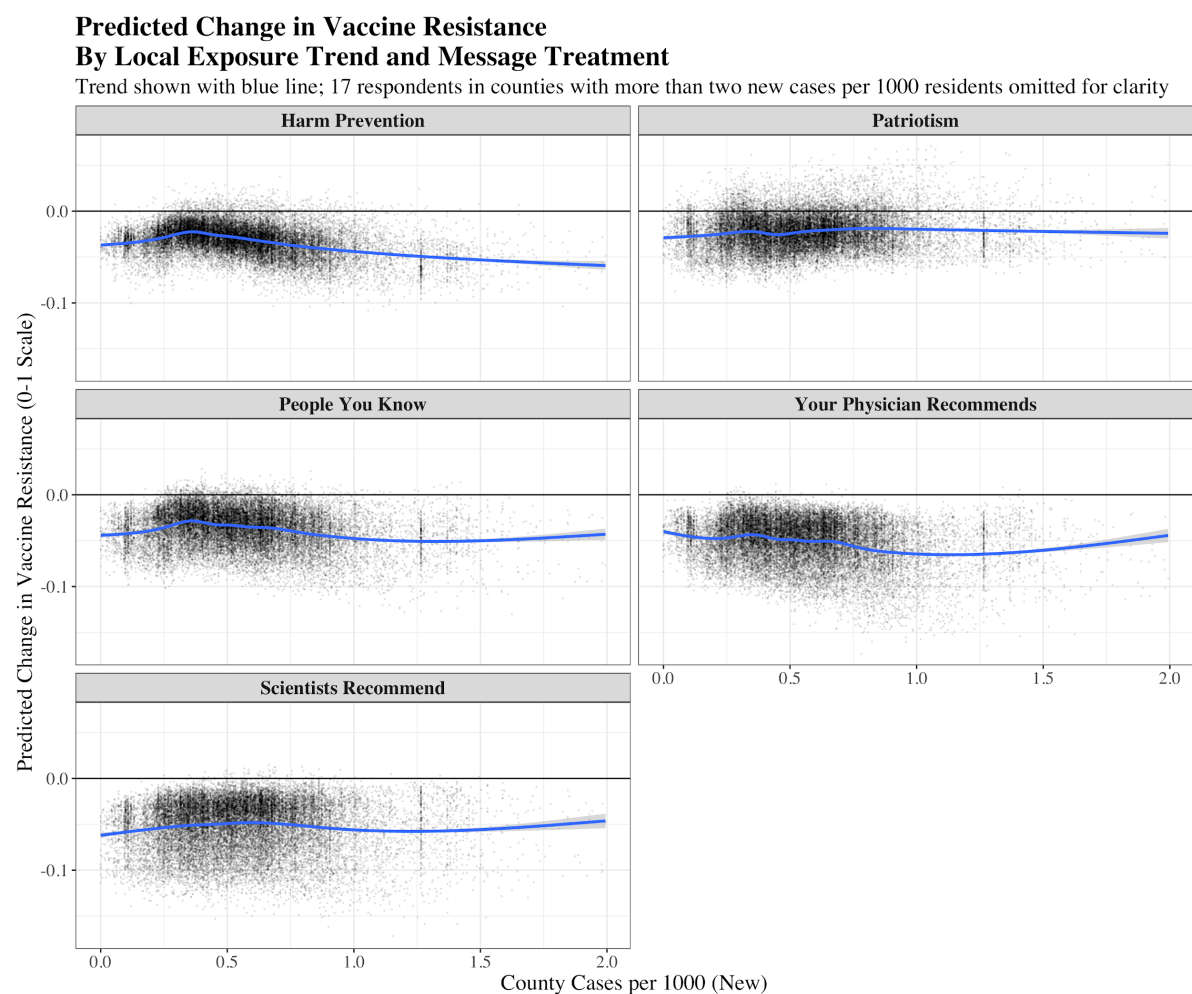 Predicted Change in Vaccine Resistance
By Local Exposure Trend and Message Treatment
Trend shown with blue line; 17 respondents in counties with more than two new cases per 1000 residents omitted for clarity
Harm Prevention
Patriotism
0.0
-0.1
People You Know
Your Physician Recommends
0.0
-0.1
0.0 0.5 1.0 1.5 2.0
Scientists Recommend
0.0
-0.1
0.0 0.5 1.0 1.5 2.0
Predicted Change in Vaccine Resistance (0-1 Scale)
County Cases per 1000 (New)